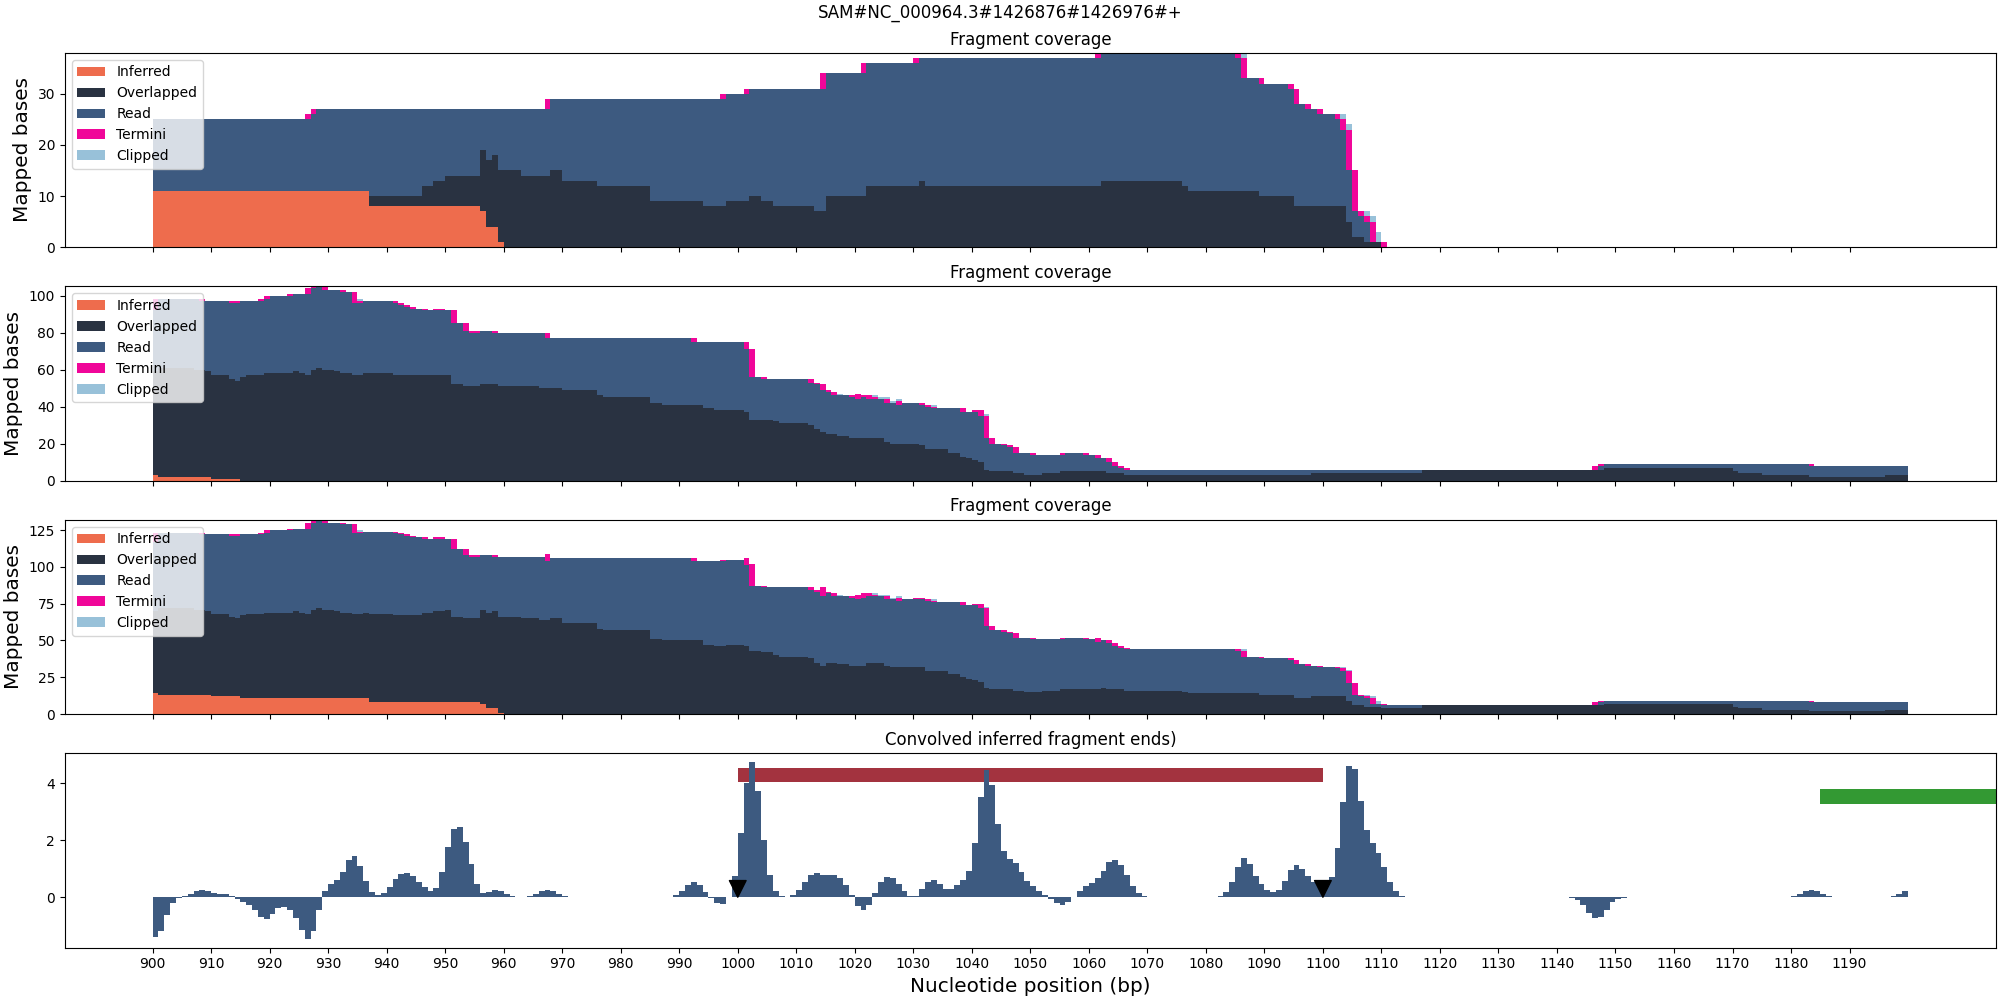 SAM#NC_000964.3#1426876#1426976#+
Fragment coverage
Mapped bases
30
20
10
0
Inferred
Overlapped
Read
Termini
Clipped
Fragment coverage
Mapped bases
100
80
60
40
20
0
Inferred
Overlapped
Read
Termini
Clipped
Fragment coverage
Mapped bases
125
100
75
50
25
0
Inferred
Overlapped
Read
Termini
Clipped
Convolved inferred fragment ends)
4
2
0
900 910 920 930 940 950 960 970 980 990 1000 1010 1020 1030 1040 1050 1060 1070 1080 1090 1100 1110 1120 1130 1140 1150 1160 1170 1180 1190
Nucleotide position (bp)